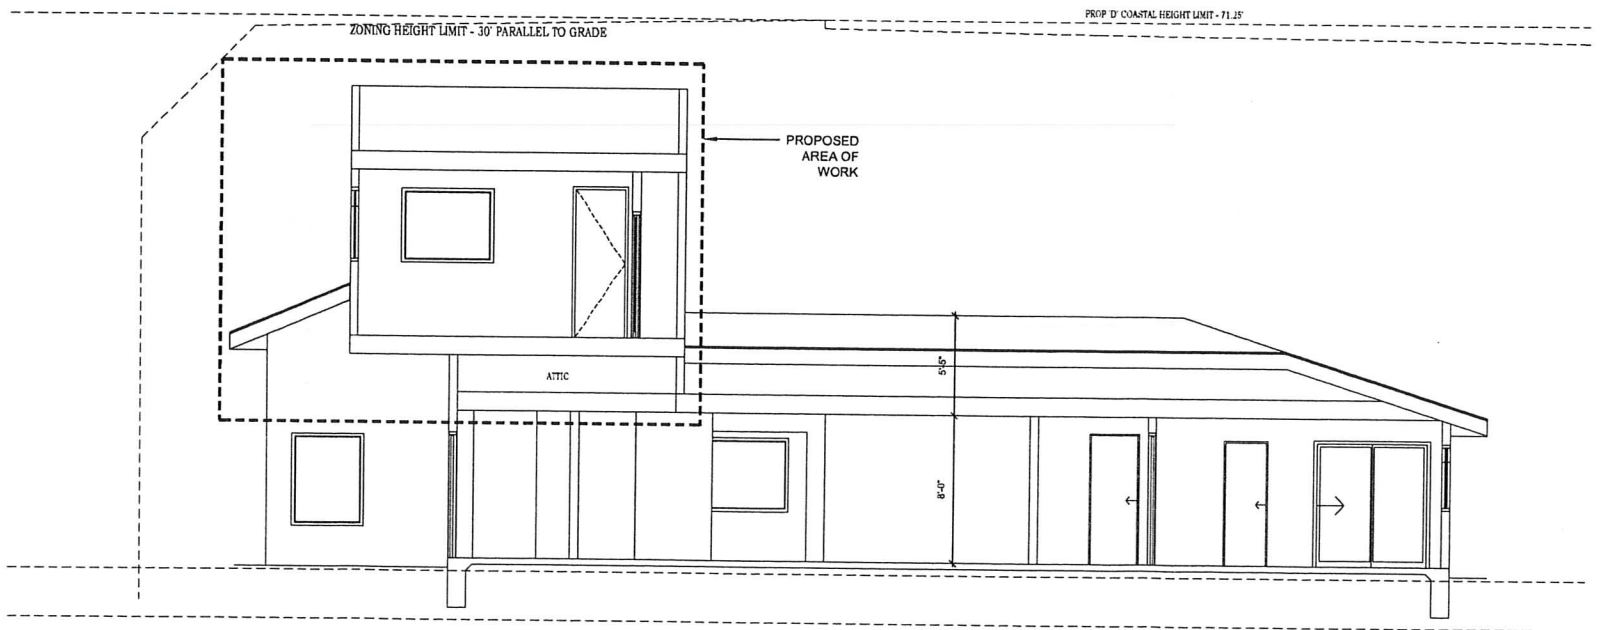 PROP 'D' COASTAL HEIGHT LIMIT - 71.25'
ZONING HEIGHT LIMIT - 30' PARALLEL TO GRADE
PROPOSED
AREA OF
WORK
ATTIC
5'-5"
8'-0"